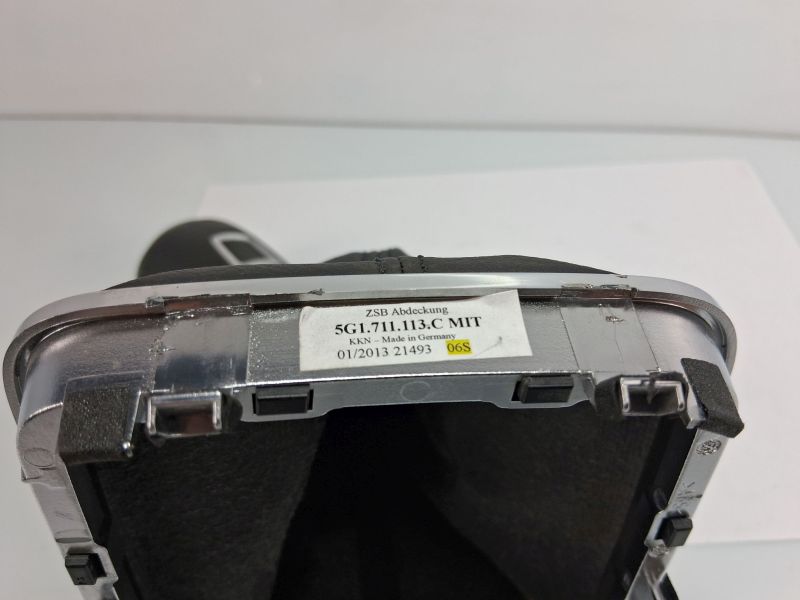 ZSB Abdeckung
5G1.711.113.C MIT
KKN – Made in Germany
01/2013 21493 06S